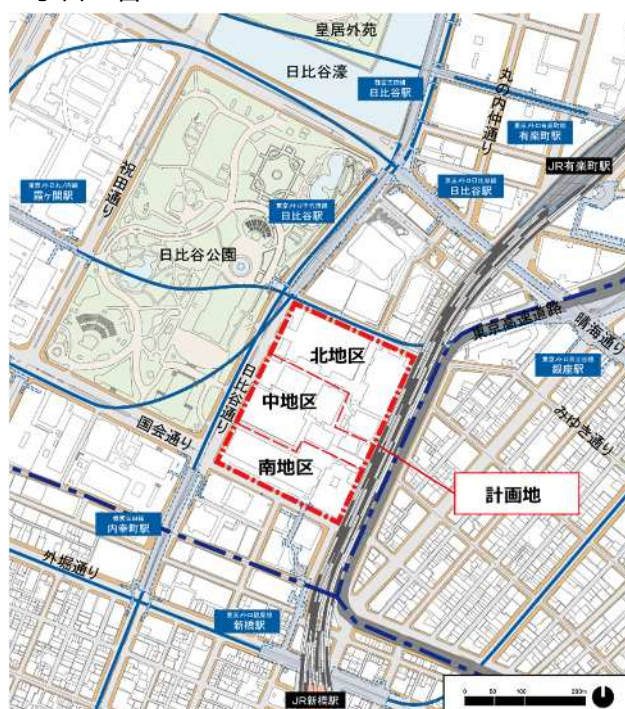 皇居外苑
日比谷濠
日比谷駅
丸の内仲通り
有楽町駅
JR有楽町駅
祝田通り
霞ヶ関駅
日比谷駅
日比谷駅
日比谷公園
東京高速道路
晴海通り
銀座駅
北地区
中地区
日比谷通り
みゆき通り
国会通り
南地区
計画地
内幸町駅
外堀通り
新橋駅
JR新橋駅
0 50 100 200m